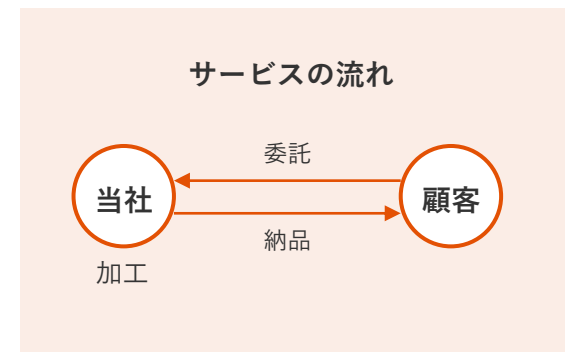 サービスの流れ
委託
当社
顧客
納品
加工